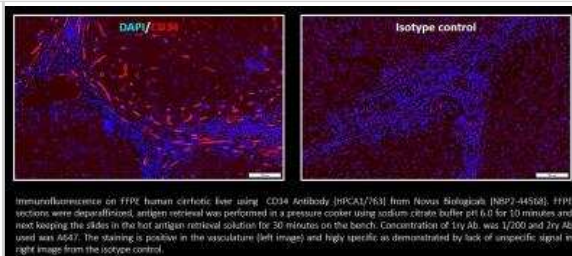 DAPI/CD34
Isotype control
Immunofluorescence on FFPE human cirrhotic liver using CD34 Antibody (HPCA1/763) from Novus Biologicals (NBP2-44568). FFPE
sections were deparaffinized, antigen retrieval was performed in a pressure cooker using sodium citrate buffer pH 6.0 for 10 minutes and
next keeping the slides in the hot antigen retrieval solution for 30 minutes on the bench. Concentration of 1ry Ab. was 1/200 and 2ry Ab
used was A647. The staining is positive in the vasculature (left image) and higly specific as demonstrated by lack of unspecific signal in
right image from the isotype control.